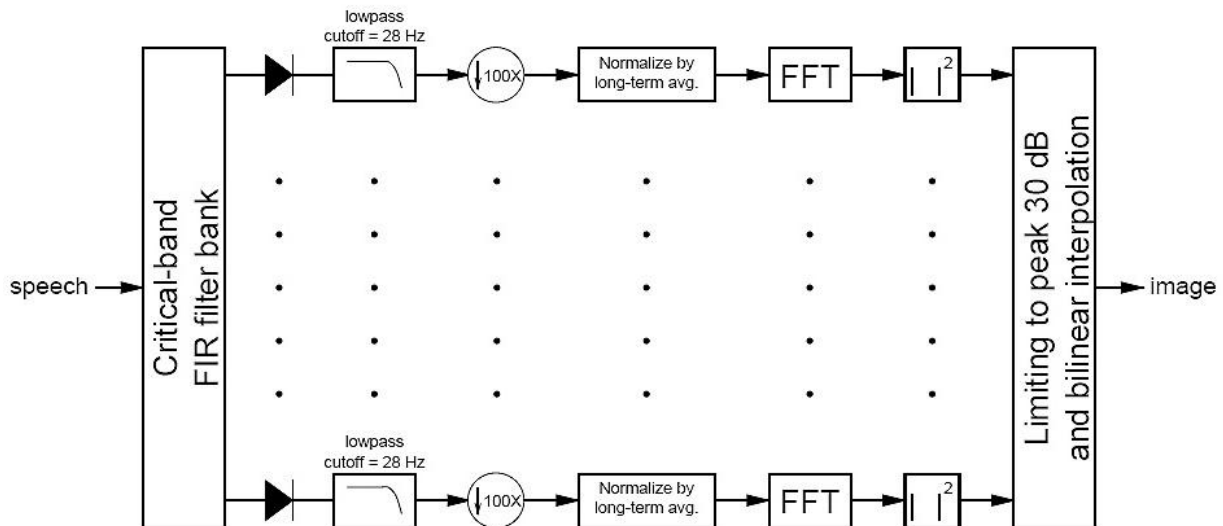 lowpass
cutoff = 28 Hz
↓100X
Normalize by
long-term avg.
FFT
| |²
speech
Critical-band
FIR filter bank
Limiting to peak 30 dB
and bilinear interpolation
image
lowpass
cutoff = 28 Hz
↓100X
Normalize by
long-term avg.
FFT
| |²